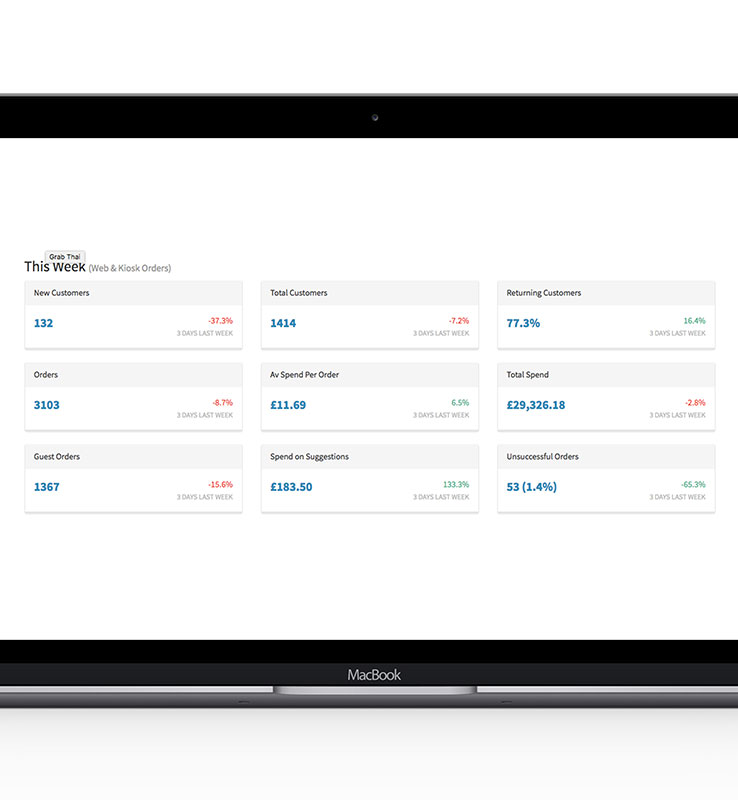 Grab Thai
This Week (Web & Kiosk Orders)
New Customers
132
-37.3%
3 DAYS LAST WEEK
Total Customers
1414
-7.2%
3 DAYS LAST WEEK
Returning Customers
77.3%
16.4%
3 DAYS LAST WEEK
Orders
3103
-8.7%
3 DAYS LAST WEEK
Av Spend Per Order
£11.69
6.5%
3 DAYS LAST WEEK
Total Spend
£29,326.18
-2.8%
3 DAYS LAST WEEK
Guest Orders
1367
-15.6%
3 DAYS LAST WEEK
Spend on Suggestions
£183.50
133.3%
3 DAYS LAST WEEK
Unsuccessful Orders
53 (1.4%)
-65.3%
3 DAYS LAST WEEK
MacBook